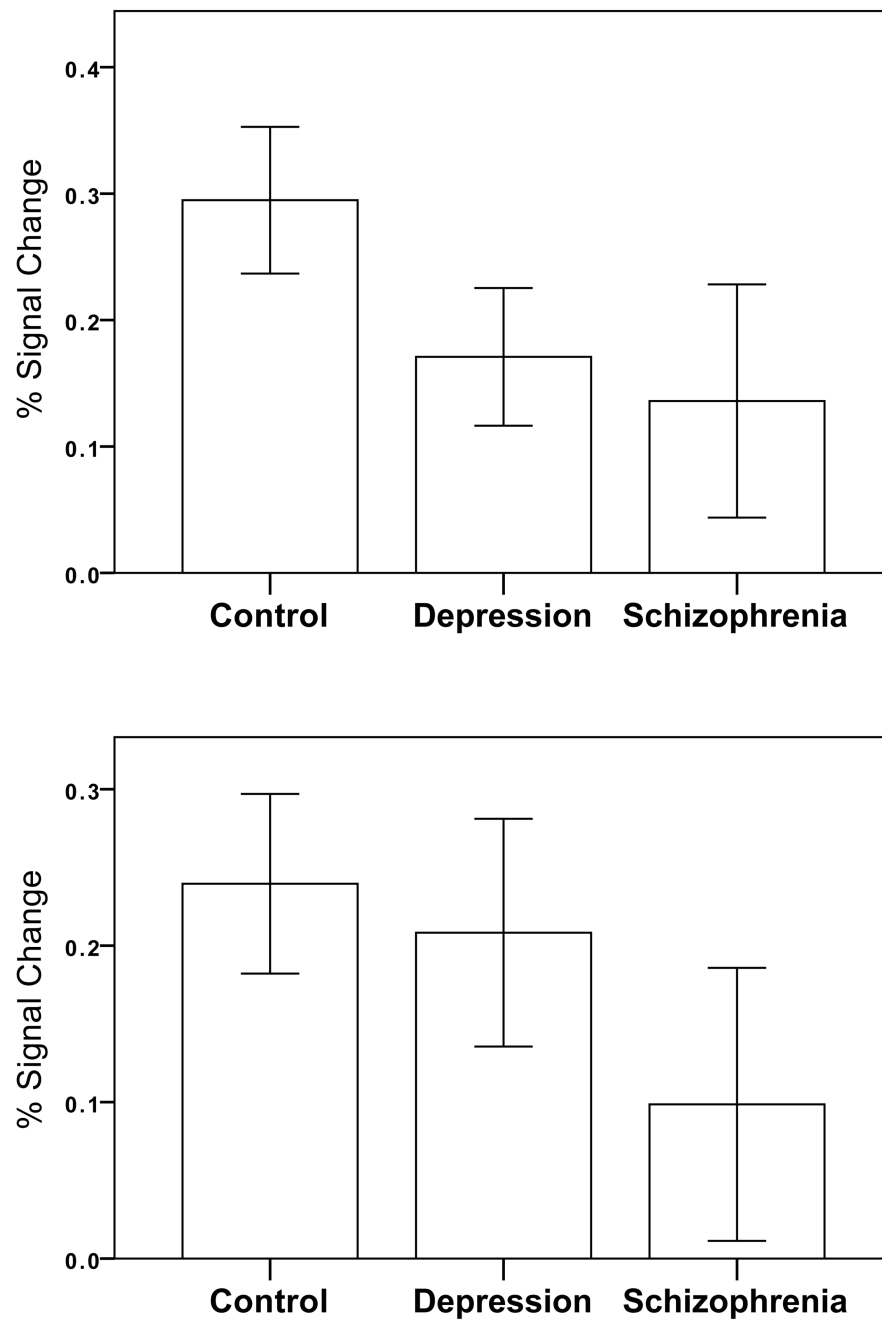 % Signal Change
0.4
0.3
0.2
0.1
0.0
Control Depression Schizophrenia
% Signal Change
0.3
0.2
0.1
0.0
Control Depression Schizophrenia